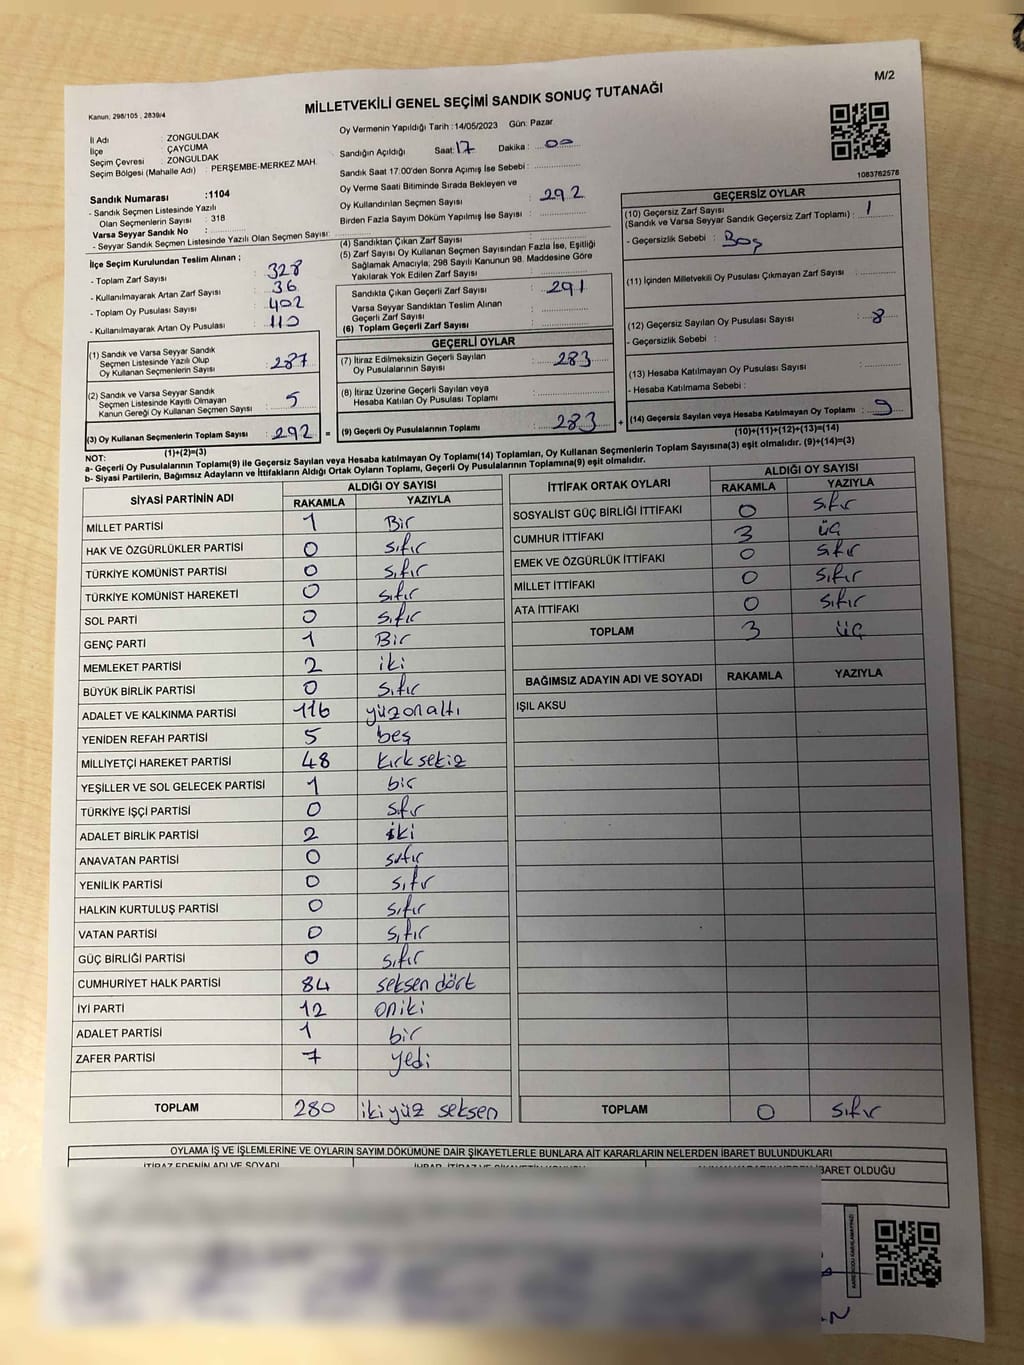 M/2
MİLLETVEKİLİ GENEL SEÇİMİ SANDIK SONUÇ TUTANAĞI
Kanun: 298/105 , 2839/4
İl Adı : ZONGULDAK
İlçe : ÇAYCUMA
Seçim Çevresi : ZONGULDAK
Seçim Bölgesi (Mahalle Adı) : PERŞEMBE-MERKEZ MAH.
Sandık Numarası :1104
- Sandık Seçmen Listesinde Yazılı
Olan Seçmenlerin Sayısı : 318
Varsa Seyyar Sandık No :
- Seyyar Sandık Seçmen Listesinde Yazılı Olan Seçmen Sayısı:
İlçe Seçim Kurulundan Teslim Alınan ;
- Toplam Zarf Sayısı : 328
- Kullanılmayarak Artan Zarf Sayısı : 36
- Toplam Oy Pusulası Sayısı : 402
- Kullanılmayarak Artan Oy Pusulası : 110
(1) Sandık ve Varsa Seyyar Sandık
Seçmen Listesinde Yazılı Olup
Oy Kullanan Seçmenlerin Sayısı : 287
(2) Sandık ve Varsa Seyyar Sandık
Seçmen Listesinde Kayıtlı Olmayan
Kanun Gereği Oy Kullanan Seçmen Sayısı : 5
(3) Oy Kullanan Seçmenlerin Toplam Sayısı : 292
(1)+(2)=(3)
Oy Vermenin Yapıldığı Tarih :14/05/2023 Gün: Pazar
Sandığın Açıldığı Saat: 17 Dakika : 00
Sandık Saat 17.00'den Sonra Açımış İse Sebebi :
Oy Verme Saati Bitiminde Sırada Bekleyen ve
Oy Kullandırılan Seçmen Sayısı : 292
Birden Fazla Sayım Döküm Yapılmış İse Sayısı :
(4) Sandıktan Çıkan Zarf Sayısı :
(5) Zarf Sayısı Oy Kullanan Seçmen Sayısından Fazla İse, Eşitliği
Sağlamak Amacıyla; 298 Sayılı Kanunun 98. Maddesine Göre
Yakılarak Yok Edilen Zarf Sayısı :
Sandıkta Çıkan Geçerli Zarf Sayısı : 291
Varsa Seyyar Sandıktan Teslim Alınan
Geçerli Zarf Sayısı :
(6) Toplam Geçerli Zarf Sayısı :
GEÇERLİ OYLAR
(7) İtiraz Edilmeksizin Geçerli Sayılan
Oy Pusulalarının Sayısı : 283
(8) İtiraz Üzerine Geçerli Sayılan veya
Hesaba Katılan Oy Pusulası Toplamı :
= (9) Geçerli Oy Pusulalarının Toplamı : 283 +
1083762578
GEÇERSİZ OYLAR
(10) Geçersiz Zarf Sayısı
(Sandık ve Varsa Seyyar Sandık Geçersiz Zarf Toplamı) : 1
- Geçersizlik Sebebi : Boş
(11) İçinden Milletvekili Oy Pusulası Çıkmayan Zarf Sayısı :
(12) Geçersiz Sayılan Oy Pusulası Sayısı : 8
- Geçersizlik Sebebi :
(13) Hesaba Katılmayan Oy Pusulası Sayısı :
- Hesaba Katılmama Sebebi :
(14) Geçersiz Sayılan veya Hesaba Katılmayan Oy Toplamı : 9
(10)+(11)+(12)+(13)=(14)
NOT:
a- Geçerli Oy Pusulalarının Toplamı(9) ile Geçersiz Sayılan veya Hesaba katılmayan Oy Toplamı(14) Toplamları, Oy Kullanan Seçmenlerin Toplam Sayısına(3) eşit olmalıdır. (9)+(14)=(3)
b- Siyasi Partilerin, Bağımsız Adayların ve İttifakların Aldığı Ortak Oyların Toplamı, Geçerli Oy Pusulalarının Toplamına(9) eşit olmalıdır.
SİYASİ PARTİNİN ADI ALDIĞI OY SAYISI
RAKAMLA YAZIYLA
MİLLET PARTİSİ 1 Bir
HAK VE ÖZGÜRLÜKLER PARTİSİ 0 sıfır
TÜRKİYE KOMÜNİST PARTİSİ 0 sıfır
TÜRKİYE KOMÜNİST HAREKETİ 0 sıfır
SOL PARTİ 0 sıfır
GENÇ PARTİ 1 Bir
MEMLEKET PARTİSİ 2 iki
BÜYÜK BİRLİK PARTİSİ 0 sıfır
ADALET VE KALKINMA PARTİSİ 116 yüzonaltı
YENİDEN REFAH PARTİSİ 5 beş
MİLLİYETÇİ HAREKET PARTİSİ 48 kırk sekiz
YEŞİLLER VE SOL GELECEK PARTİSİ 1 bir
TÜRKİYE İŞÇİ PARTİSİ 0 sıfır
ADALET BİRLİK PARTİSİ 2 iki
ANAVATAN PARTİSİ 0 sıfır
YENİLİK PARTİSİ 0 sıfır
HALKIN KURTULUŞ PARTİSİ 0 sıfır
VATAN PARTİSİ 0 sıfır
GÜÇ BİRLİĞİ PARTİSİ 0 sıfır
CUMHURİYET HALK PARTİSİ 84 seksen dört
İYİ PARTİ 12 oniki
ADALET PARTİSİ 1 bir
ZAFER PARTİSİ 7 yedi
TOPLAM 280 iki yüz seksen
İTTİFAK ORTAK OYLARI ALDIĞI OY SAYISI
RAKAMLA YAZIYLA
SOSYALİST GÜÇ BİRLİĞİ İTTİFAKI 0 sıfır
CUMHUR İTTİFAKI 3 üç
EMEK VE ÖZGÜRLÜK İTTİFAKI 0 sıfır
MİLLET İTTİFAKI 0 sıfır
ATA İTTİFAKI 0 sıfır
TOPLAM 3 üç
BAĞIMSIZ ADAYIN ADI VE SOYADI RAKAMLA YAZIYLA
IŞIL AKSU
TOPLAM 0 sıfır
OYLAMA İŞ VE İŞLEMLERİNE VE OYLARIN SAYIM DÖKÜMÜNE DAİR ŞİKAYETLERLE BUNLARA AİT KARARLARIN NELERDEN İBARET BULUNDUKLARI
İTİRAZ EDENİN ADI VE SOYADI
İBARET OLDUĞU